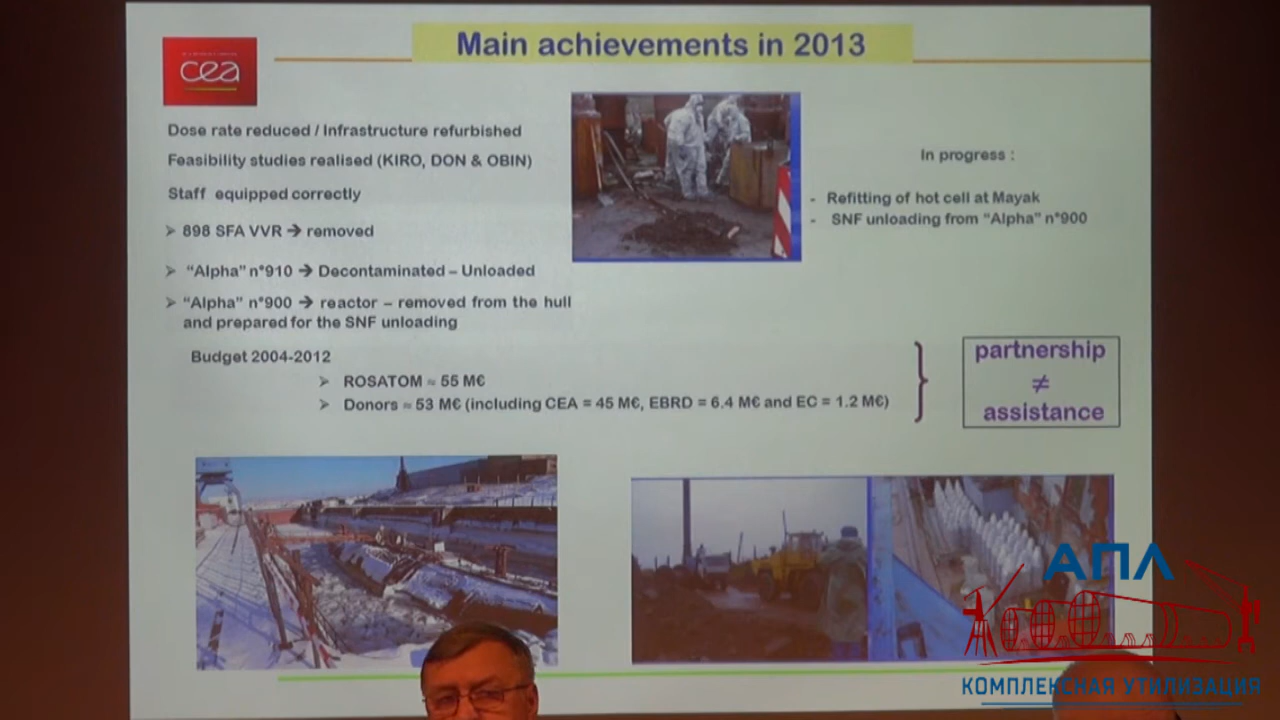 Main achievements in 2013
cea
Dose rate reduced / Infrastructure refurbished
Feasibility studies realised (KIRO, DON & OBIN)
Staff equipped correctly
➢ 898 SFA VVR → removed
➢ "Alpha" n°910 → Decontaminated – Unloaded
➢ "Alpha" n°900 → reactor – removed from the hull
and prepared for the SNF unloading
In progress :
- Refitting of hot cell at Mayak
- SNF unloading from "Alpha" n°900
Budget 2004-2012
➢ ROSATOM ≈ 55 M€
➢ Donors ≈ 53 M€ (including CEA = 45 M€, EBRD = 6.4 M€ and EC = 1.2 M€)
partnership
≠
assistance
АПЛ
КОМПЛЕКСНАЯ УТИЛИЗАЦИЯ